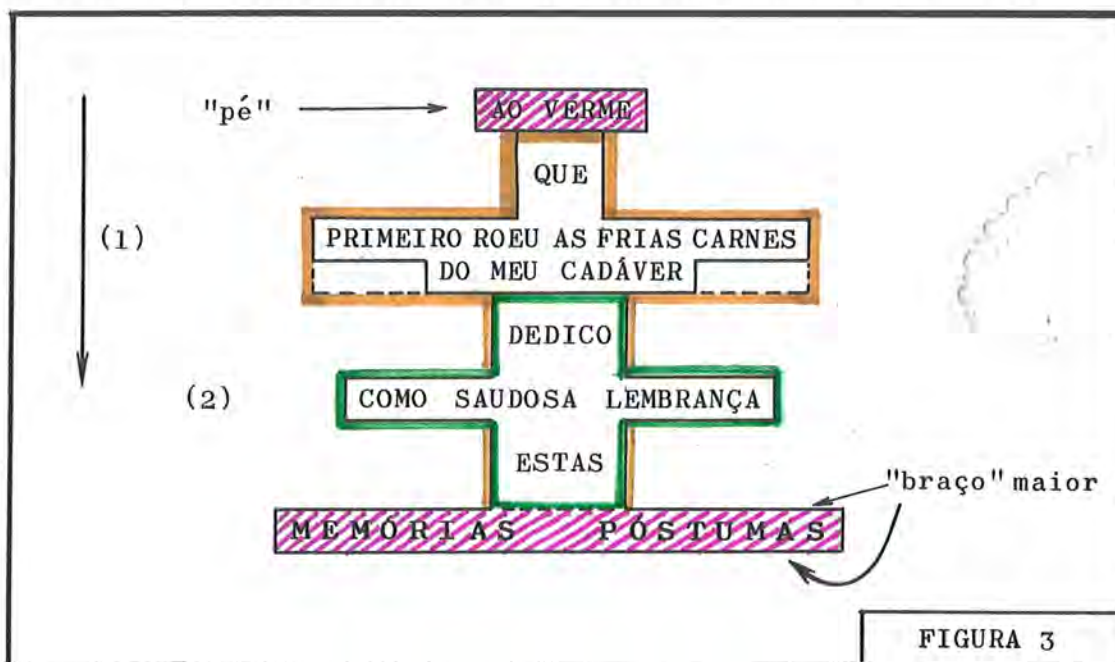 "pé"
AO VERME
QUE
(1)
PRIMEIRO ROEU AS FRIAS CARNES
DO MEU CADÁVER
DEDICO
(2)
COMO SAUDOSA LEMBRANÇA
ESTAS
"braço" maior
MEMÓRIAS PÓSTUMAS
FIGURA 3